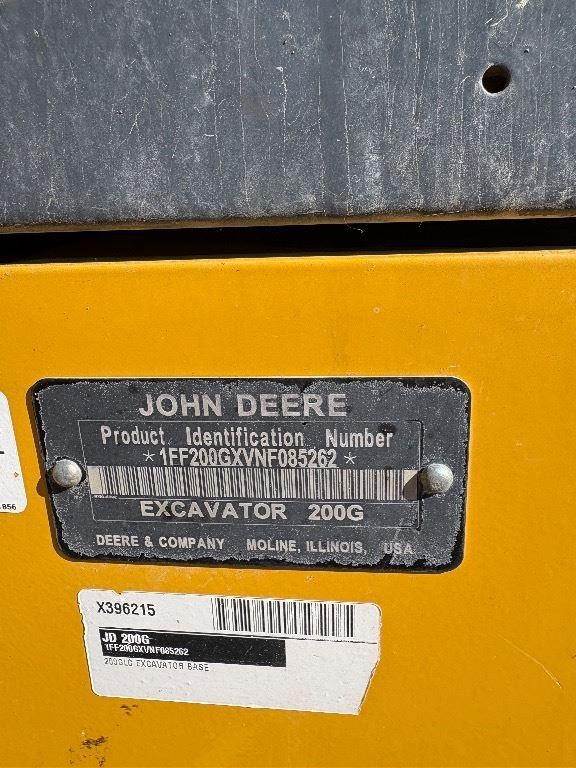 JOHN DEERE
Product Identification Number
*1FF200GXVNF085262*
EXCAVATOR 200G
DEERE & COMPANY MOLINE, ILLINOIS, USA
856
X396215
JD 200G
1FF200GXVNF085262
200GLC EXCAVATOR BASE